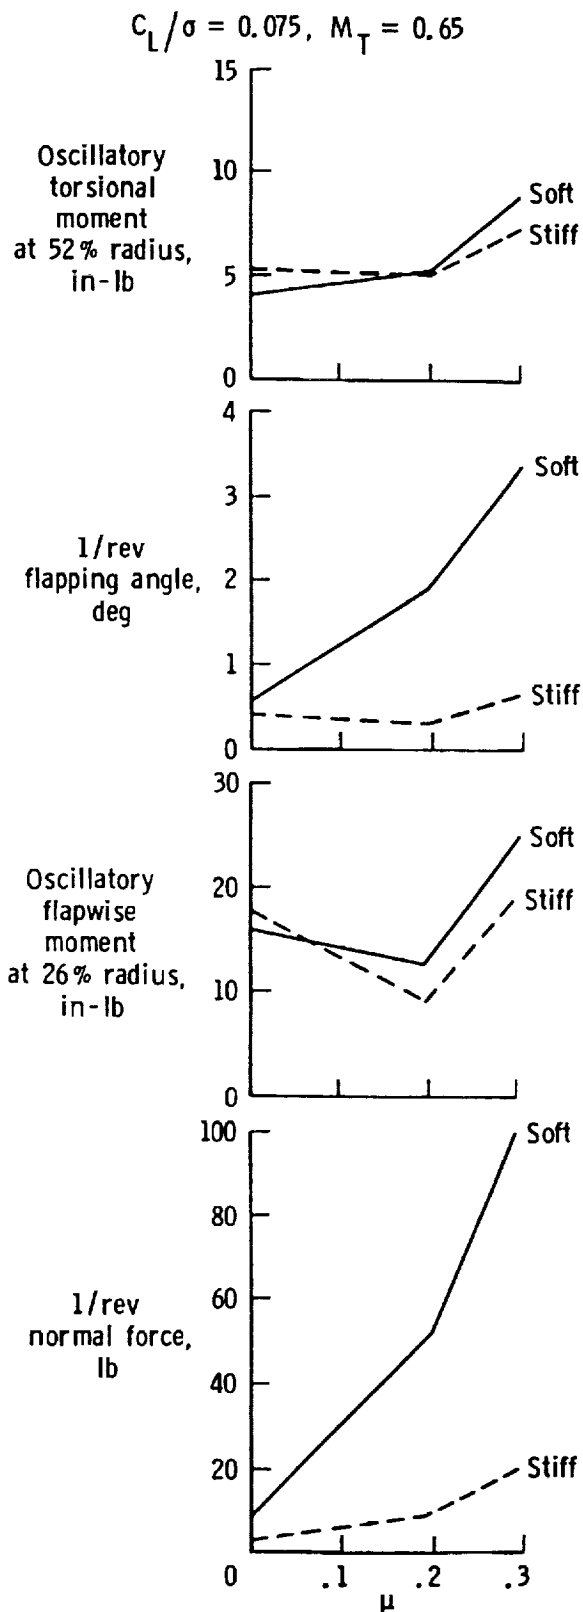 C_L/σ = 0.075, M_T = 0.65
15
10
5
0
Oscillatory
torsional
moment
at 52% radius,
in-lb
Soft
Stiff
4
3
2
1
0
1/rev
flapping angle,
deg
Soft
Stiff
30
20
10
0
Oscillatory
flapwise
moment
at 26% radius,
in-lb
Soft
Stiff
100
80
60
40
20
0
1/rev
normal force,
lb
Soft
Stiff
.1 .2 .3
μ